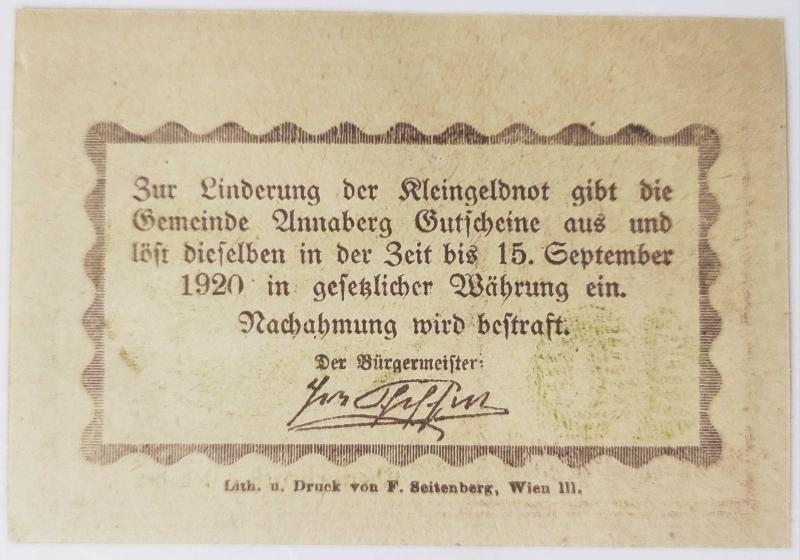 Zur Linderung der Kleingeldnot gibt die
Gemeinde Annaberg Gutscheine aus und
löst dieselben in der Zeit bis 15. September
1920 in gesetzlicher Währung ein.
Nachahmung wird bestraft.
Der Bürgermeister:
Lith. u. Druck von F. Seitenberg, Wien III.